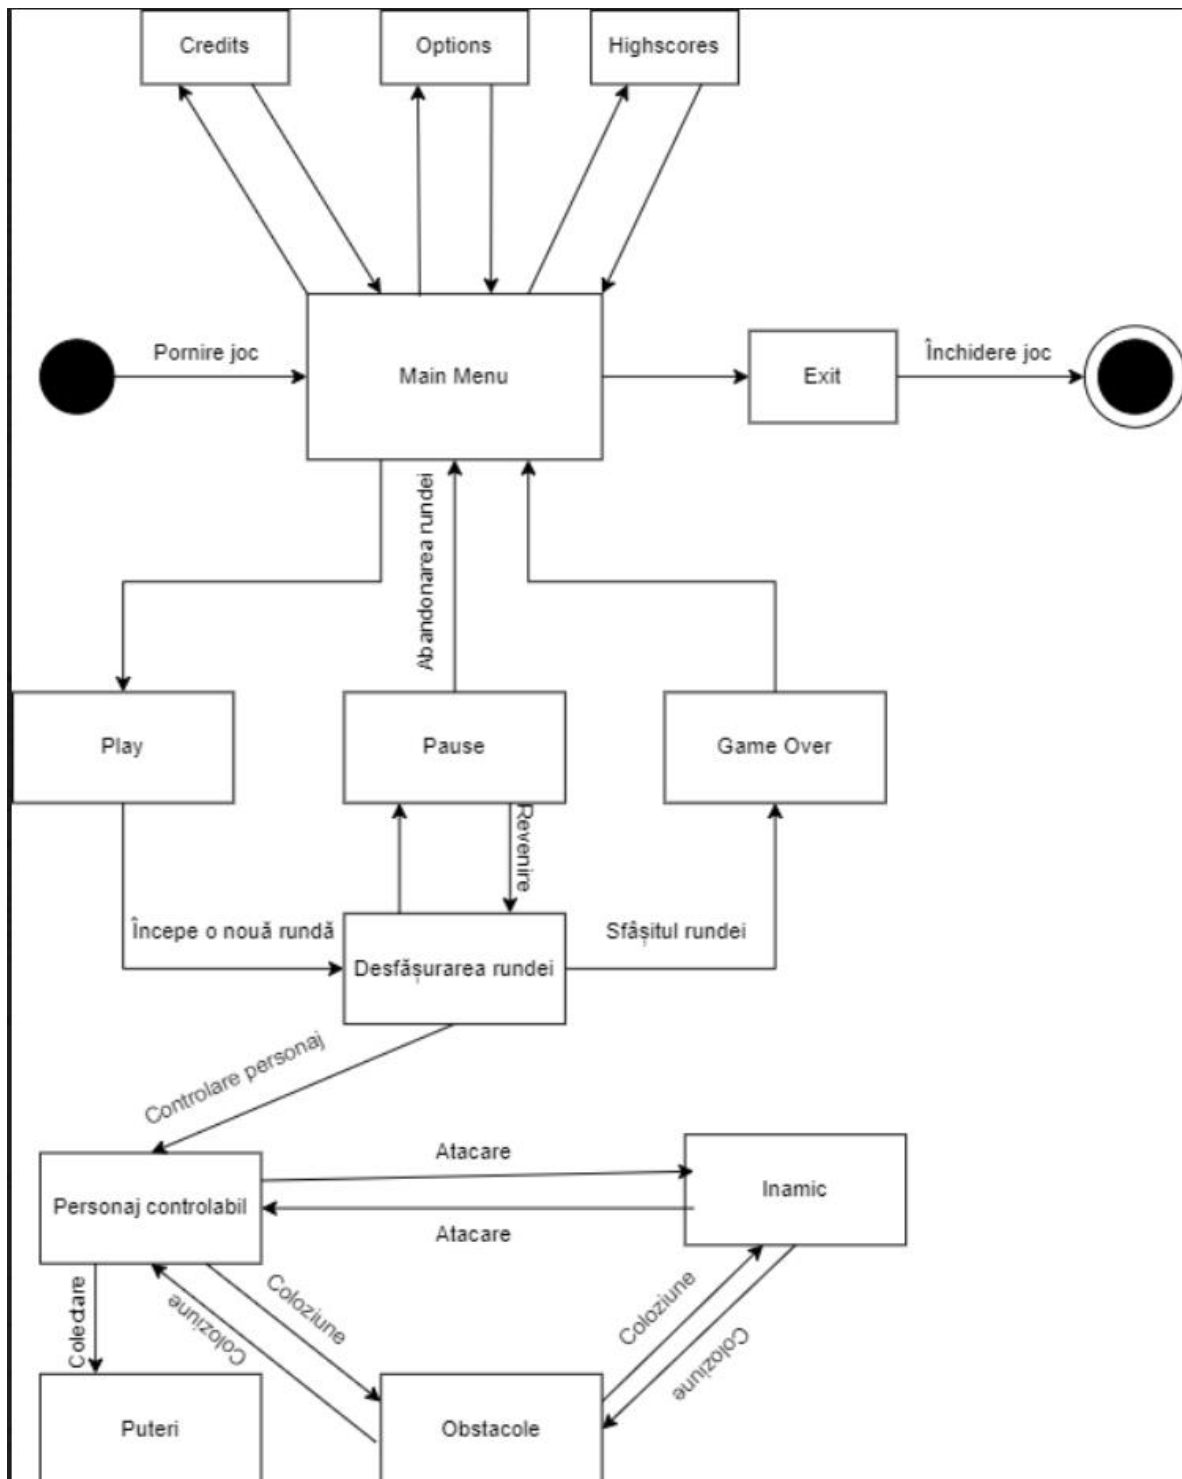 Credits
Options
Highscores
Pornire joc
Main Menu
Exit
Închidere joc
Abandonarea rundei
Play
Pause
Game Over
Revenire
Începe o nouă rundă
Desfășurarea rundei
Sfâșitul rundei
Controlare personaj
Personaj controlabil
Atacare
Atacare
Inamic
Colectare
Coloziune
Coloziune
Coloziune
Coloziune
Puteri
Obstacole